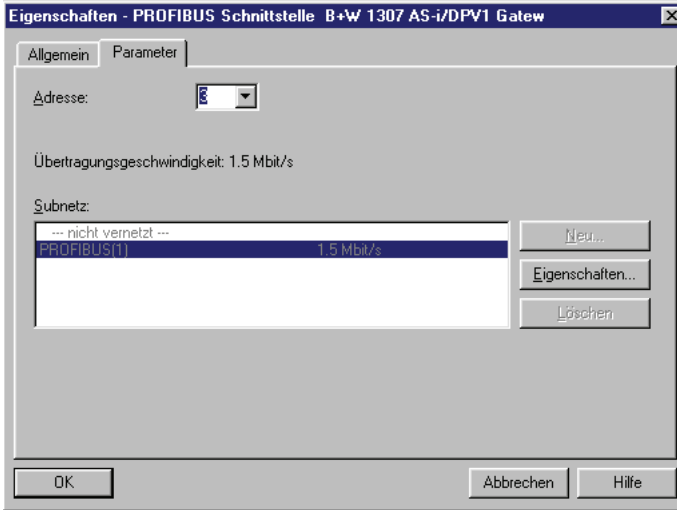 Eigenschaften - PROFIBUS Schnittstelle B+W 1307 AS-i/DPV1 Gatew
Allgemein Parameter
Adresse: 3
Übertragungsgeschwindigkeit: 1.5 Mbit/s
Subnetz:
--- nicht vernetzt ---
PROFIBUS(1) 1.5 Mbit/s
Neu...
Eigenschaften...
Löschen
OK Abbrechen Hilfe